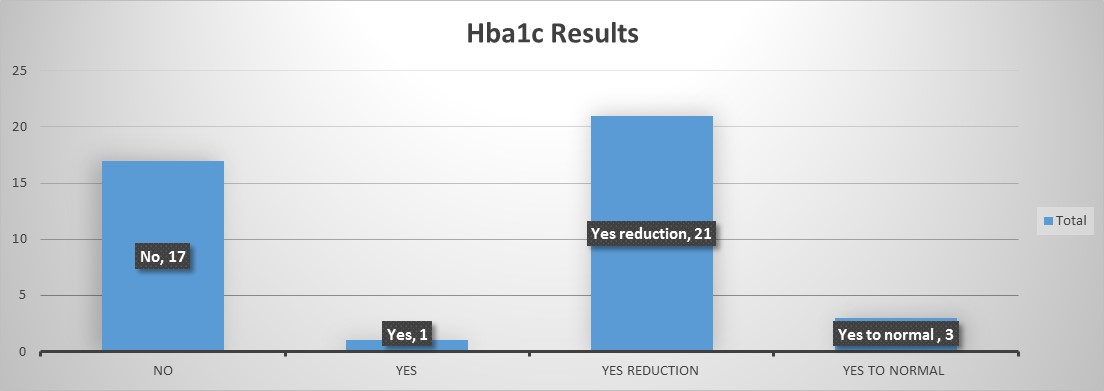 Hba1c Results
25
20
15
10
5
0
No, 17
Yes, 1
Yes reduction, 21
Yes to normal , 3
NO
YES
YES REDUCTION
YES TO NORMAL
Total